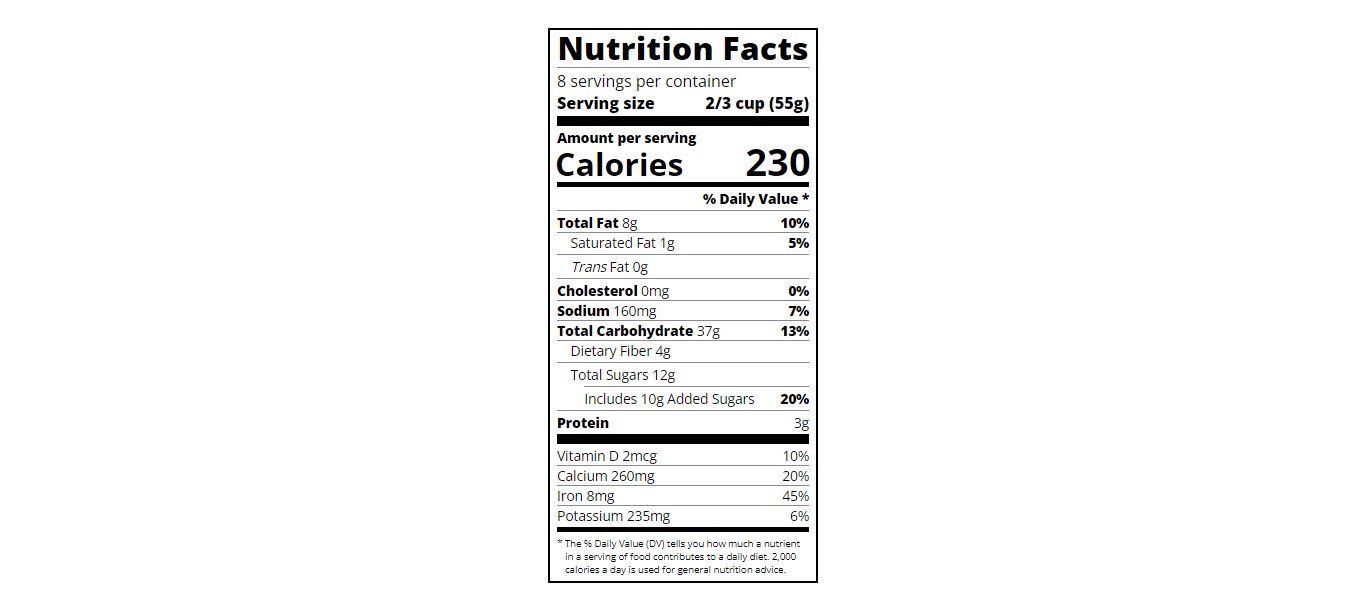 Nutrition Facts
8 servings per container
Serving size 2/3 cup (55g)
Amount per serving
Calories 230
% Daily Value *
Total Fat 8g 10%
Saturated Fat 1g 5%
Trans Fat 0g
Cholesterol 0mg 0%
Sodium 160mg 7%
Total Carbohydrate 37g 13%
Dietary Fiber 4g
Total Sugars 12g
Includes 10g Added Sugars 20%
Protein 3g
Vitamin D 2mcg 10%
Calcium 260mg 20%
Iron 8mg 45%
Potassium 235mg 6%
* The % Daily Value (DV) tells you how much a nutrient
in a serving of food contributes to a daily diet. 2,000
calories a day is used for general nutrition advice.